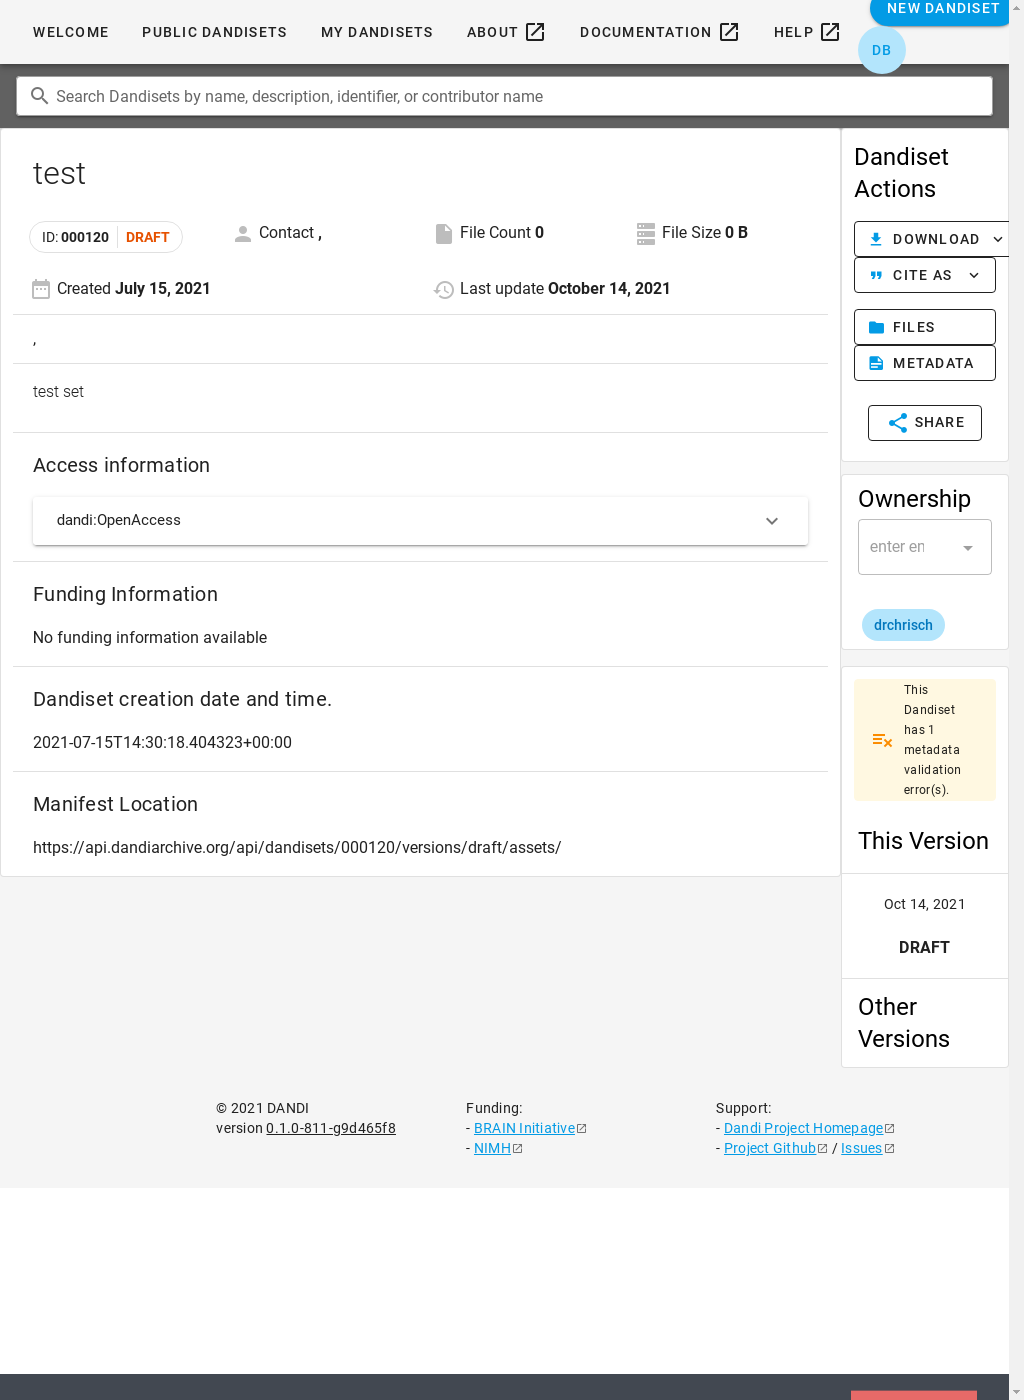 WELCOME PUBLIC DANDISETS MY DANDISETS ABOUT DOCUMENTATION HELP NEW DANDISET
DB
Search Dandisets by name, description, identifier, or contributor name
test
ID: 000120 DRAFT Contact , File Count 0 File Size 0 B
Created July 15, 2021 Last update October 14, 2021
,
test set
Access information
dandi:OpenAccess
Funding Information
No funding information available
Dandiset creation date and time.
2021-07-15T14:30:18.404323+00:00
Manifest Location
https://api.dandiarchive.org/api/dandisets/000120/versions/draft/assets/
Dandiset
Actions
DOWNLOAD
CITE AS
FILES
METADATA
SHARE
Ownership
enter en
drchrisch
This
Dandiset
has 1
metadata
validation
error(s).
This Version
Oct 14, 2021
DRAFT
Other
Versions
© 2021 DANDI
version 0.1.0-811-g9d465f8
Funding:
- BRAIN Initiative
- NIMH
Support:
- Dandi Project Homepage
- Project Github / Issues